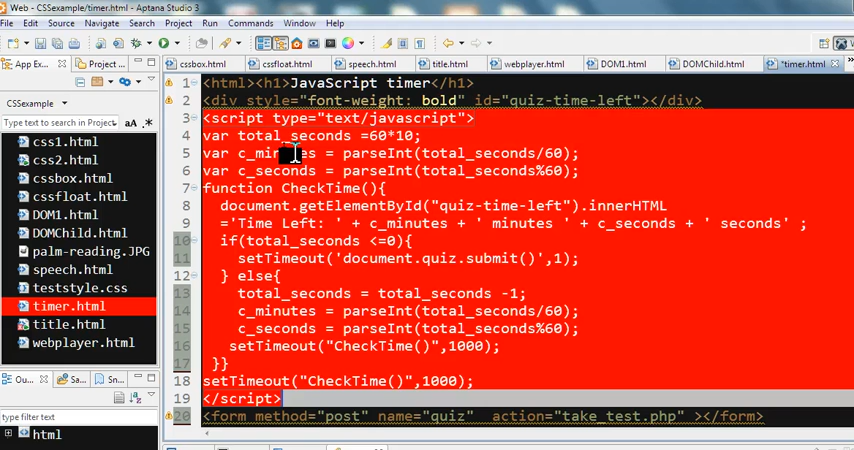 Web - CSSexample/timer.html - Aptana Studio 3
File Edit Source Navigate Search Project Run Commands Window Help
App Ex... Project ...
cssbox.html cssfloat.html speech.html title.html webplayer.html DOM1.html DOMChild.html *timer.html
Web
CSSexample
Type here to search aA .*
css1.html
css2.html
cssbox.html
cssfloat.html
DOM1.html
DOMChild.html
palm-reading.JPG
speech.html
teststyle.css
timer.html
title.html
webplayer.html
Ou... Sa... Sn...
type filter text
html
1 <html><h1>JavaScript timer</h1>
2 <div style="font-weight: bold" id="quiz-time-left"></div>
3 <script type="text/javascript">
4 var total_seconds =60*10;
5 var = parseInt(total_seconds/60);
6 var c_seconds = parseInt(total_seconds%60);
7 function CheckTime(){
8 document.getElementById("quiz-time-left").innerHTML
9 ='Time Left: ' + c_minutes + ' minutes ' + c_seconds + ' seconds' ;
10 if(total_seconds <=0){
11 setTimeout('document.quiz.submit()',1);
12 } else{
13 total_seconds = total_seconds -1;
14 c_minutes = parseInt(total_seconds/60);
15 c_seconds = parseInt(total_seconds%60);
16 setTimeout("CheckTime()",1000);
17 }}
18 setTimeout("CheckTime()",1000);
19 </script>
20 <form method="post" name="quiz" action="take_test.php" ></form>